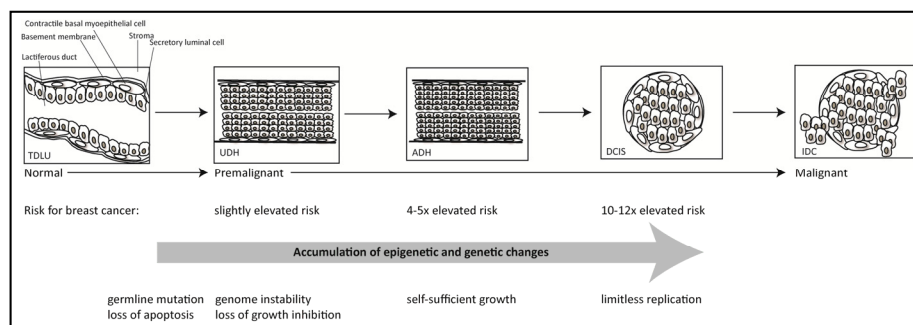 Contractile basal myoepithelial cell
Basement membrane
Stroma
Secretory luminal cell
Lactiferous duct
TDLU
UDH
ADH
DCIS
IDC
Normal
Premalignant
Malignant
Risk for breast cancer:
slightly elevated risk
4-5x elevated risk
10-12x elevated risk
Accumulation of epigenetic and genetic changes
germline mutation
loss of apoptosis
genome instability
loss of growth inhibition
self-sufficient growth
limitless replication